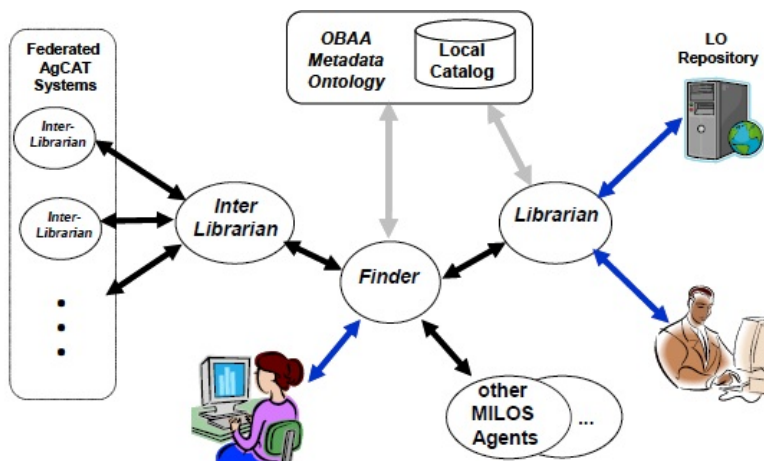 Federated
AgCAT
Systems
Inter-
Librarian
Inter-
Librarian
Inter
Librarian
OBAA
Metadata
Ontology
Local
Catalog
Finder
Librarian
LO
Repository
other
MILOS
Agents
...